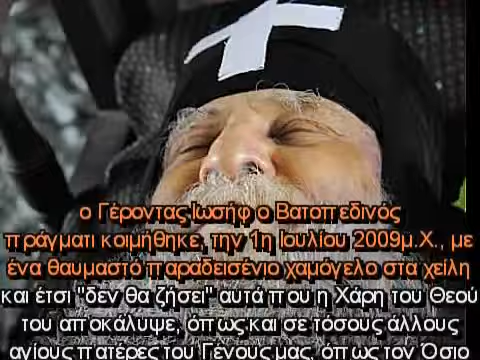 ο Γέροντας Ιωσήφ ο Βατοπεδινός
πράγματι κοιμήθηκε, την 1η Ιουλίου 2009μ.Χ., με
ένα θαυμαστό παραδεισένιο χαμόγελο στα χείλη
και έτσι "δεν θα ζήσει" αυτά που η Χάρη του Θεού
του αποκάλυψε, όπως και σε τόσους άλλους
αγίους πατέρες του Γένους μας, όπως τον Όσιο